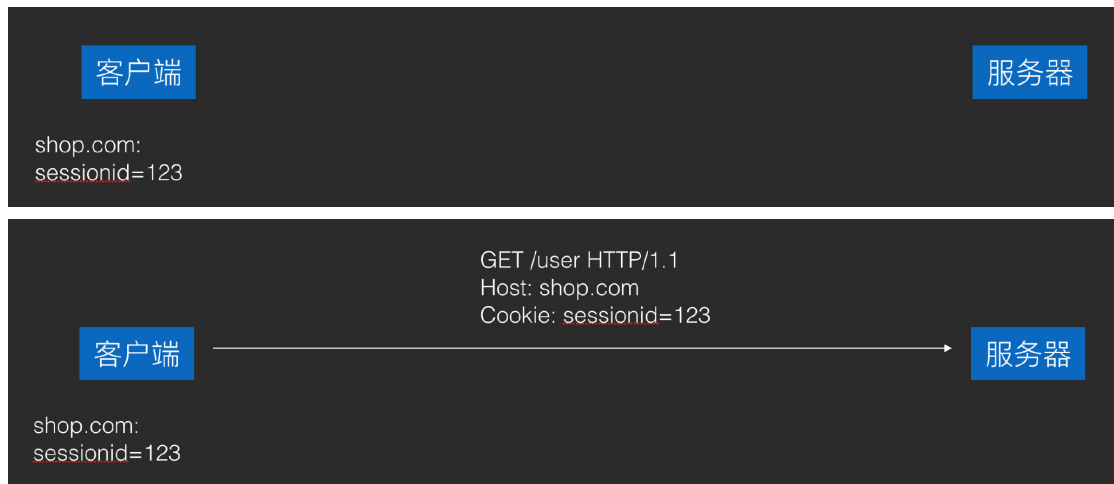 客户端
服务器
shop.com:
sessionid=123
GET /user HTTP/1.1
Host: shop.com
Cookie: sessionid=123
客户端
服务器
shop.com:
sessionid=123